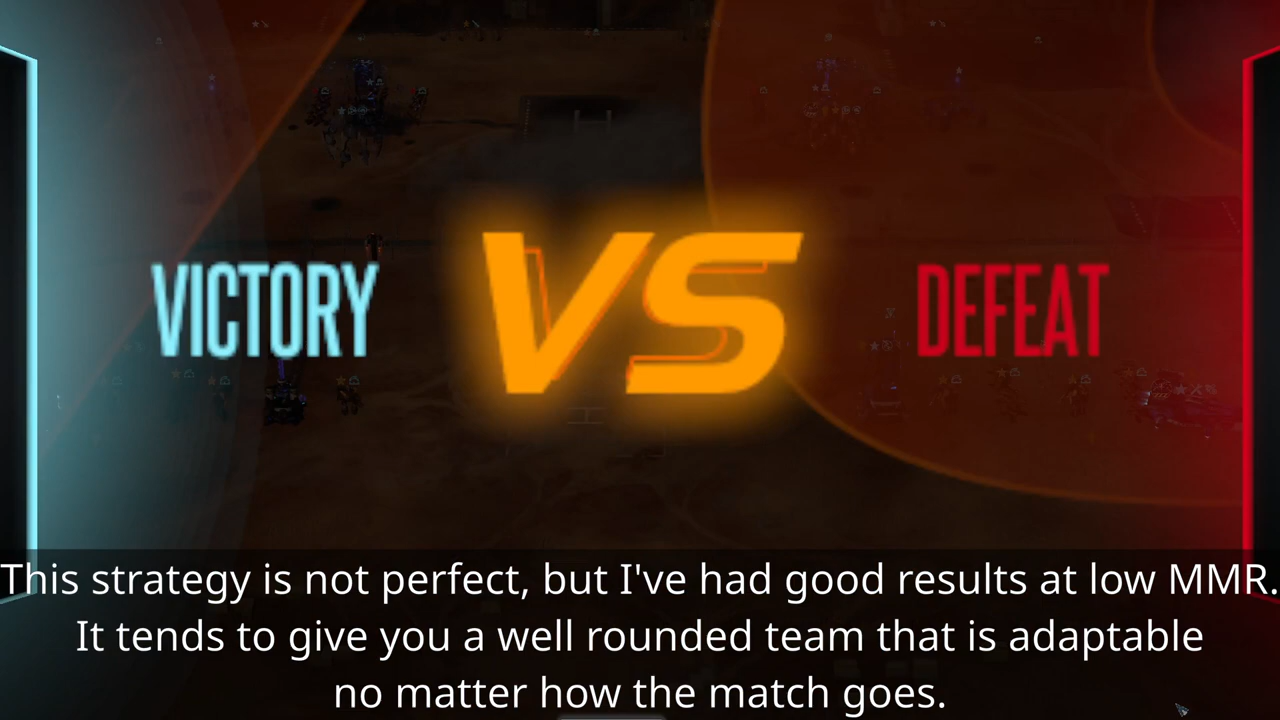 VICTORY VS DEFEAT
This strategy is not perfect, but I've had good results at low MMR.
It tends to give you a well rounded team that is adaptable
no matter how the match goes.